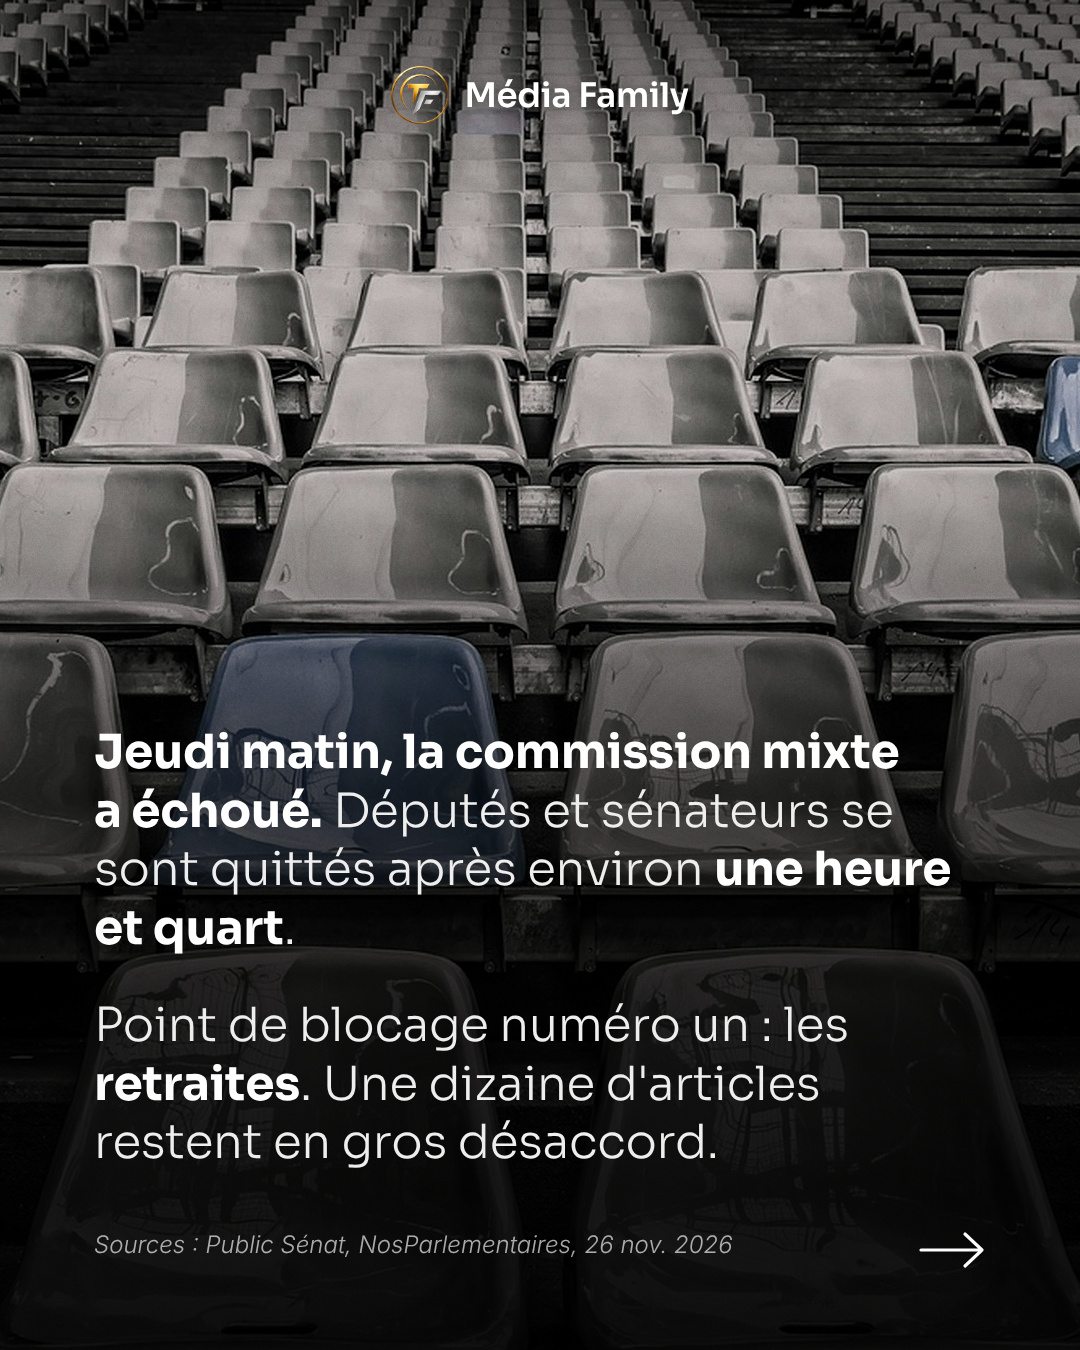 Média Family
Jeudi matin, la commission mixte
a échoué. Députés et sénateurs se
sont quittés après environ une heure
et quart.
Point de blocage numéro un : les
retraites. Une dizaine d'articles
restent en gros désaccord.
Sources : Public Sénat, NosParlementaires, 26 nov. 2026